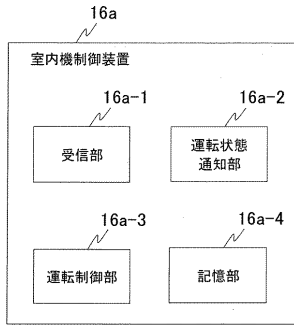 16a
室内機制御装置
16a-1
16a-2
受信部
運転状態
通知部
16a-3
16a-4
運転制御部
記憶部